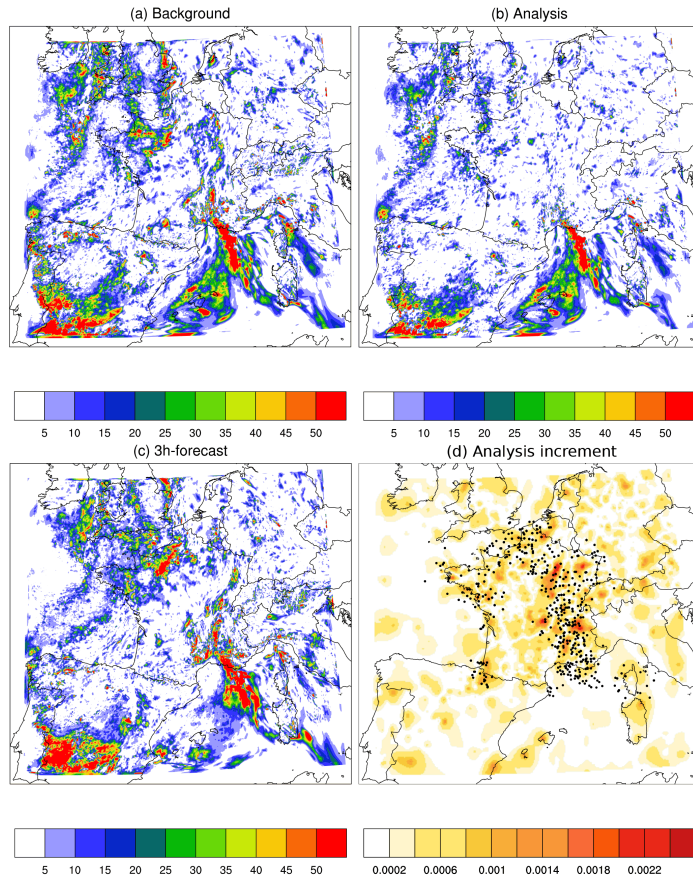 (a) Background
(b) Analysis
5 10 15 20 25 30 35 40 45 50
5 10 15 20 25 30 35 40 45 50
(c) 3h-forecast
(d) Analysis increment
5 10 15 20 25 30 35 40 45 50
0.0002 0.0006 0.001 0.0014 0.0018 0.0022